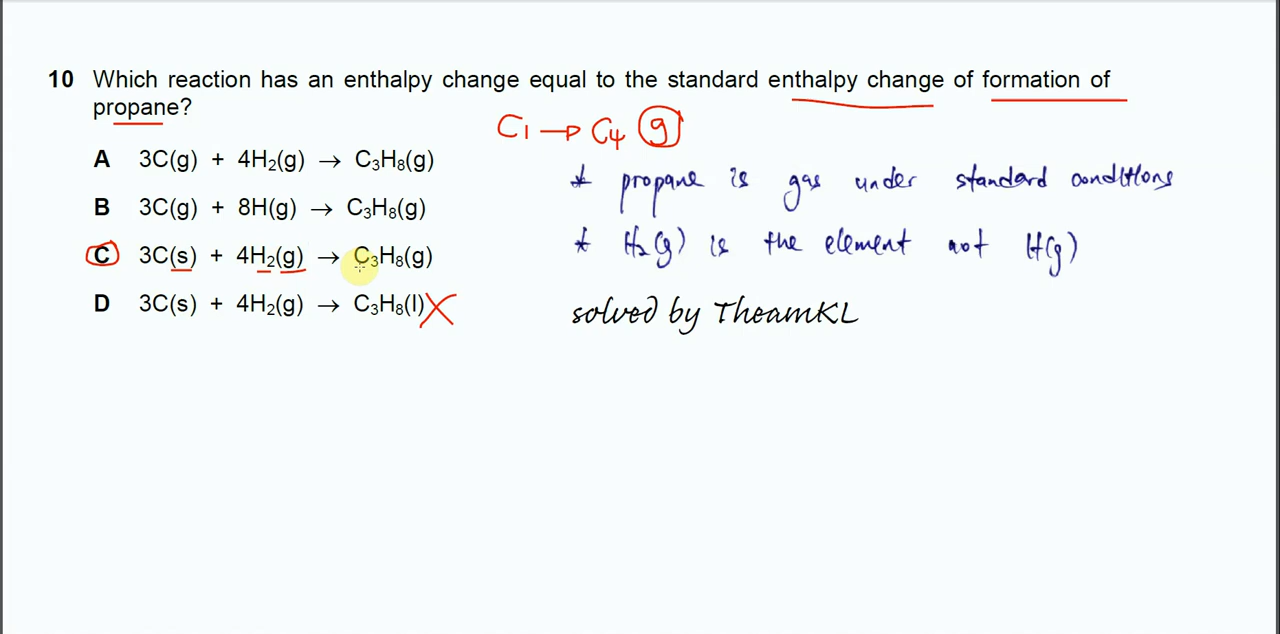 10 Which reaction has an enthalpy change equal to the standard enthalpy change of formation of
propane?
C₁ → C₄ (g)
A 3C(g) + 4H₂(g) → C₃H₈(g)
* propane is gas under standard conditions
B 3C(g) + 8H(g) → C₃H₈(g)
C 3C(s) + 4H₂(g) → C₃H₈(g)
* H₂(g) is the element not H(g)
D 3C(s) + 4H₂(g) → C₃H₈(l) X
solved by TheamKL